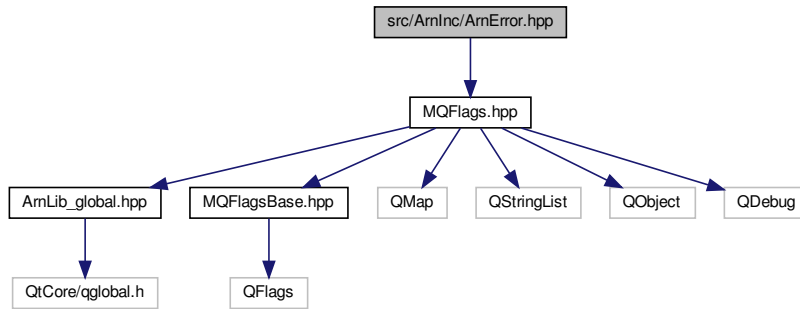 src/ArnInc/ArnError.hpp
MQFlags.hpp
ArnLib_global.hpp
MQFlagsBase.hpp
QMap
QStringList
QObject
QDebug
QtCore/qglobal.h
QFlags